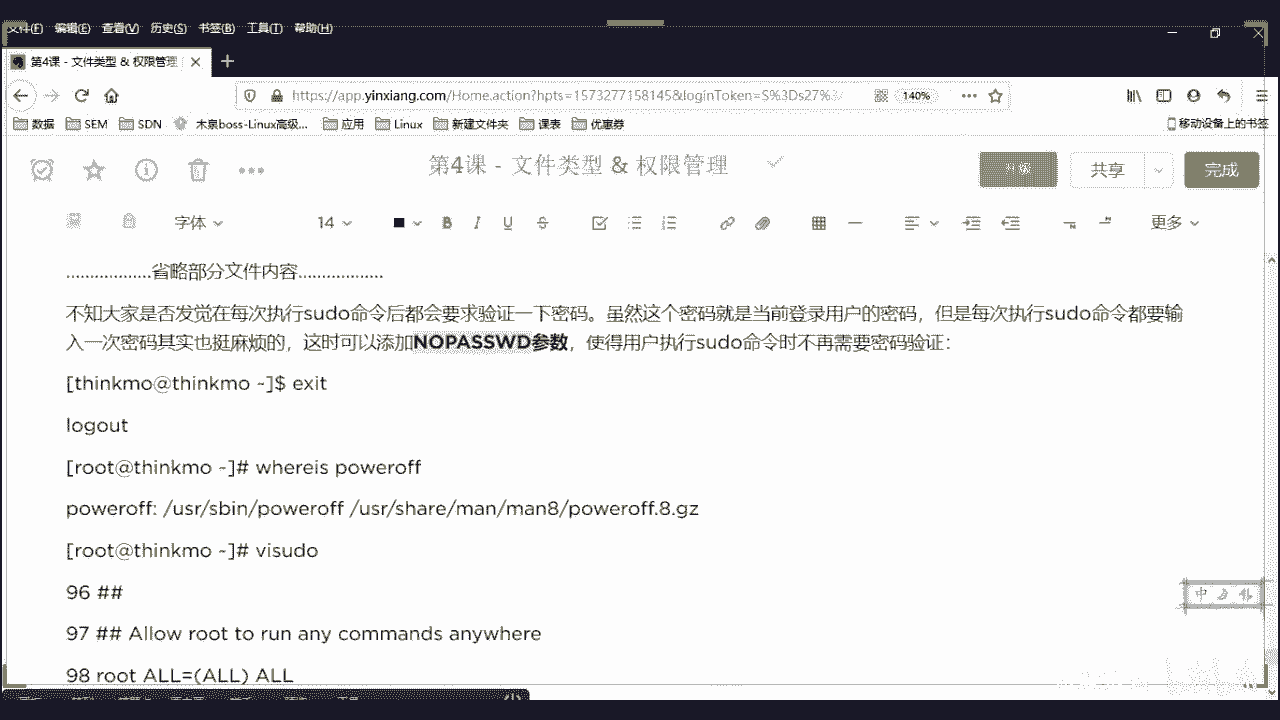 文件(F) 编辑(E) 查看(V) 历史(S) 书签(B) 工具(T) 帮助(H)
第4课 - 文件类型 & 权限管理
https://app.yinxiang.com/Home.action?hpts=1573277158145&loginToken=S%3Ds27%3
140%
数据 SEM SDN 木泉boss-Linux高级... 应用 Linux 新建文件夹 课表 优惠券 移动设备上的书签
第4课 - 文件类型 & 权限管理
共享
完成
字体 14 B I U S 更多
..................省略部分文件内容..................
不知大家是否发觉在每次执行sudo命令后都会要求验证一下密码。虽然这个密码就是当前登录用户的密码，但是每次执行sudo命令都要输
入一次密码其实也挺麻烦的，这时可以添加NOPASSWD参数，使得用户执行sudo命令时不再需要密码验证：
[thinkmo@thinkmo ~]$ exit
logout
[root@thinkmo ~]# whereis poweroff
poweroff: /usr/sbin/poweroff /usr/share/man/man8/poweroff.8.gz
[root@thinkmo ~]# visudo
96 ##
中
97 ## Allow root to run any commands anywhere
98 root ALL=(ALL) ALL